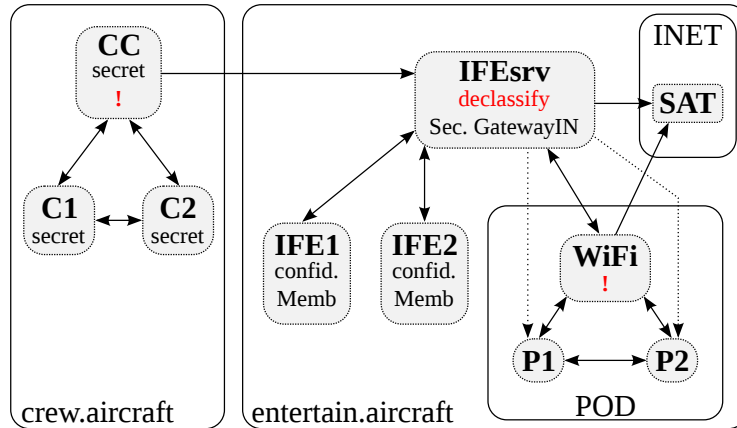 INET
CC
secret
!
IFEsrv
declassify
Sec. GatewayIN
SAT
C1
secret
C2
secret
IFE1
confid.
Memb
IFE2
confid.
Memb
WiFi
!
P1
P2
POD
crew.aircraft
entertain.aircraft